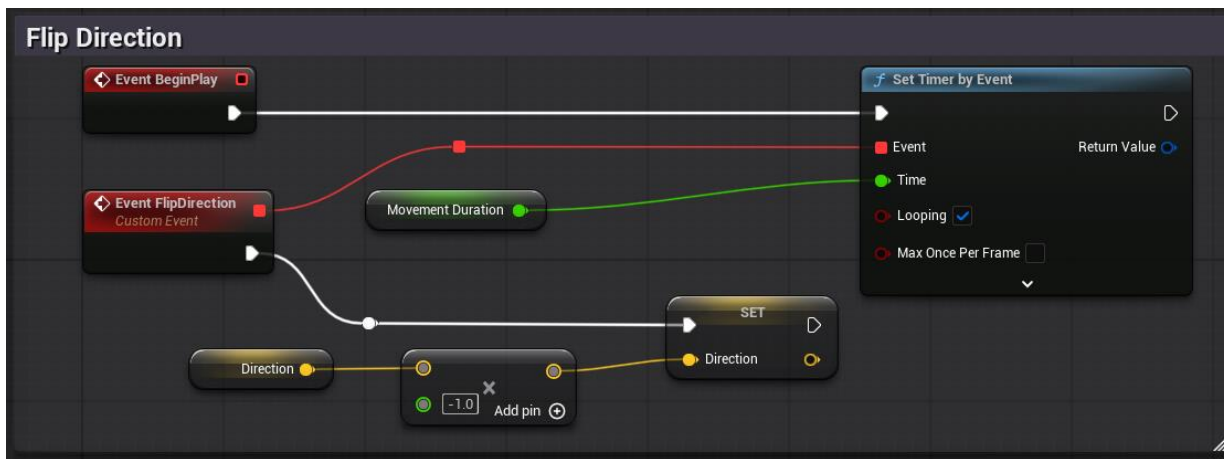 Flip Direction
Event BeginPlay
Set Timer by Event
Event
Return Value
Time
Event FlipDirection
Custom Event
Movement Duration
Looping
Max Once Per Frame
SET
Direction
Direction
-1.0
Add pin